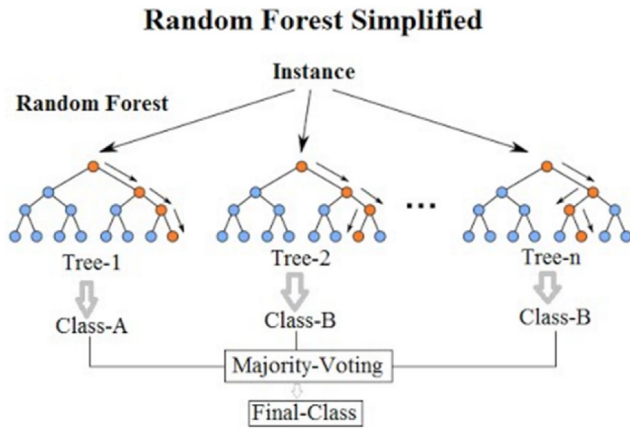 Random Forest Simplified
Instance
Random Forest
...
Tree-1
Tree-2
Tree-n
Class-A
Class-B
Class-B
Majority-Voting
Final-Class